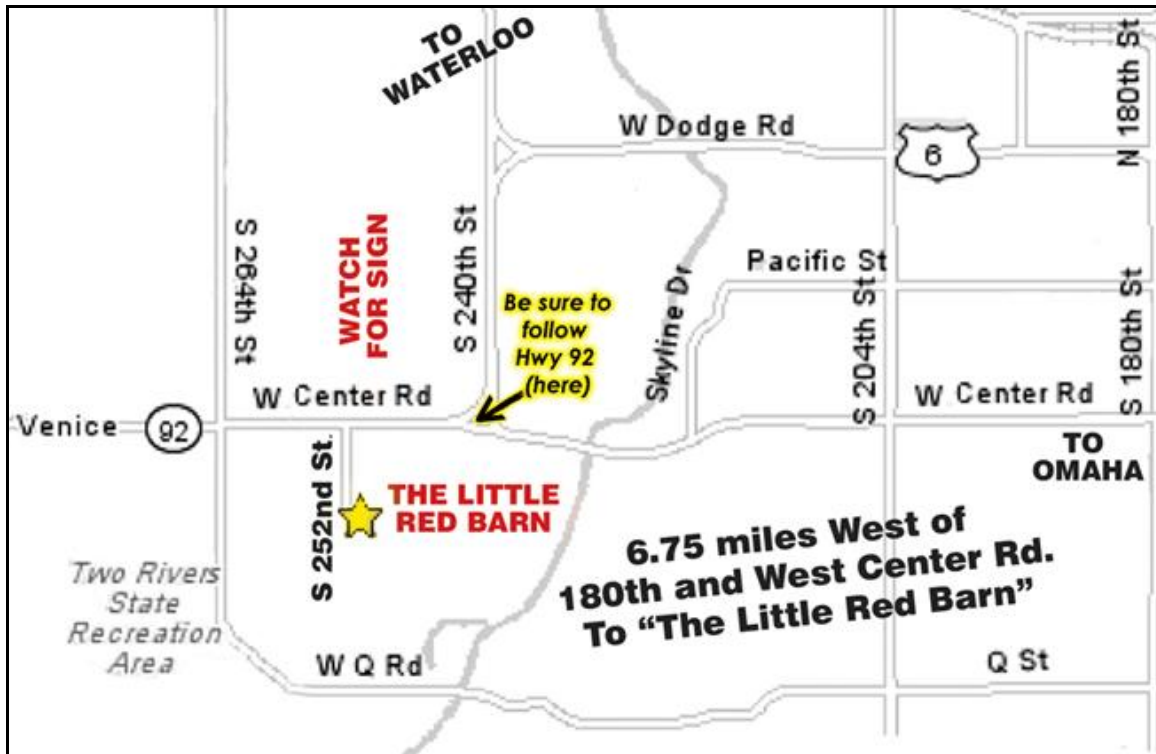 TO
WATERLOO
W Dodge Rd
6
N 180th St
S 264th St
WATCH
FOR SIGN
S 240th St
Be sure to
follow
Hwy 92
(here)
Skyline Dr
Pacific St
S 204th St
S 180th St
W Center Rd
W Center Rd
Venice
92
TO
OMAHA
S 252nd St.
THE LITTLE
RED BARN
6.75 miles West of
180th and West Center Rd.
To “The Little Red Barn”
Two Rivers
State
Recreation
Area
W Q Rd
Q St